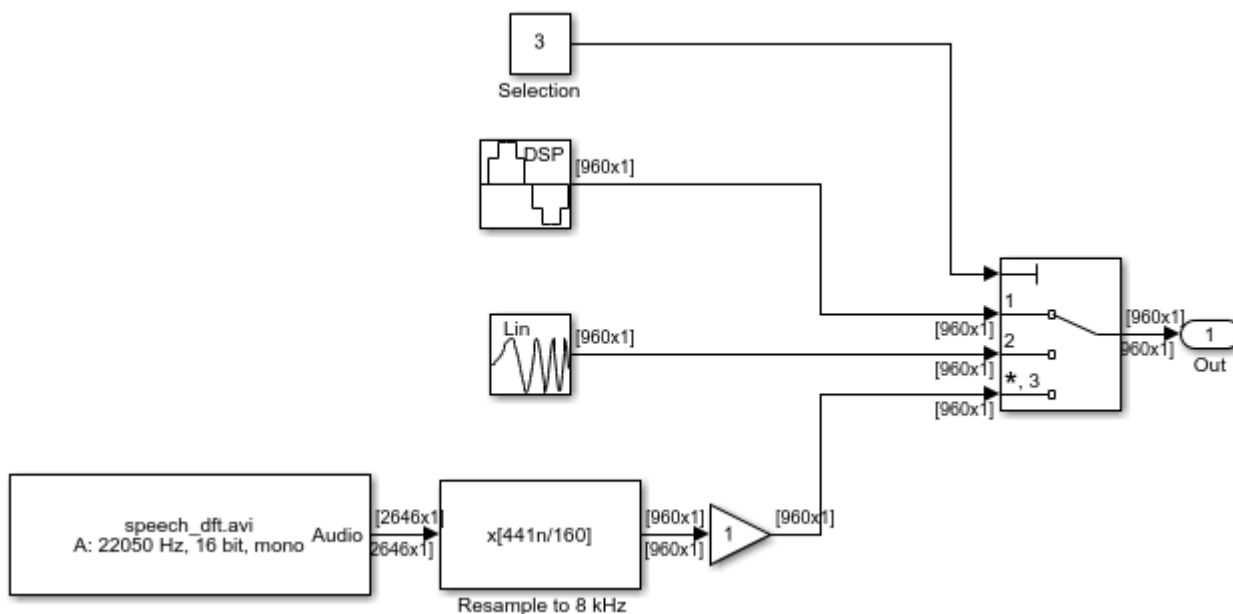 3
Selection
DSP
[960x1]
Lin
[960x1]
1
[960x1]
2
[960x1]
*, 3
[960x1]
[960x1]
960x1]
1
Out
speech_dft.avi
A: 22050 Hz, 16 bit, mono
Audio
[2646x1]
2646x1]
x[441n/160]
Resample to 8 kHz
[960x1]
[960x1]
1
[960x1]